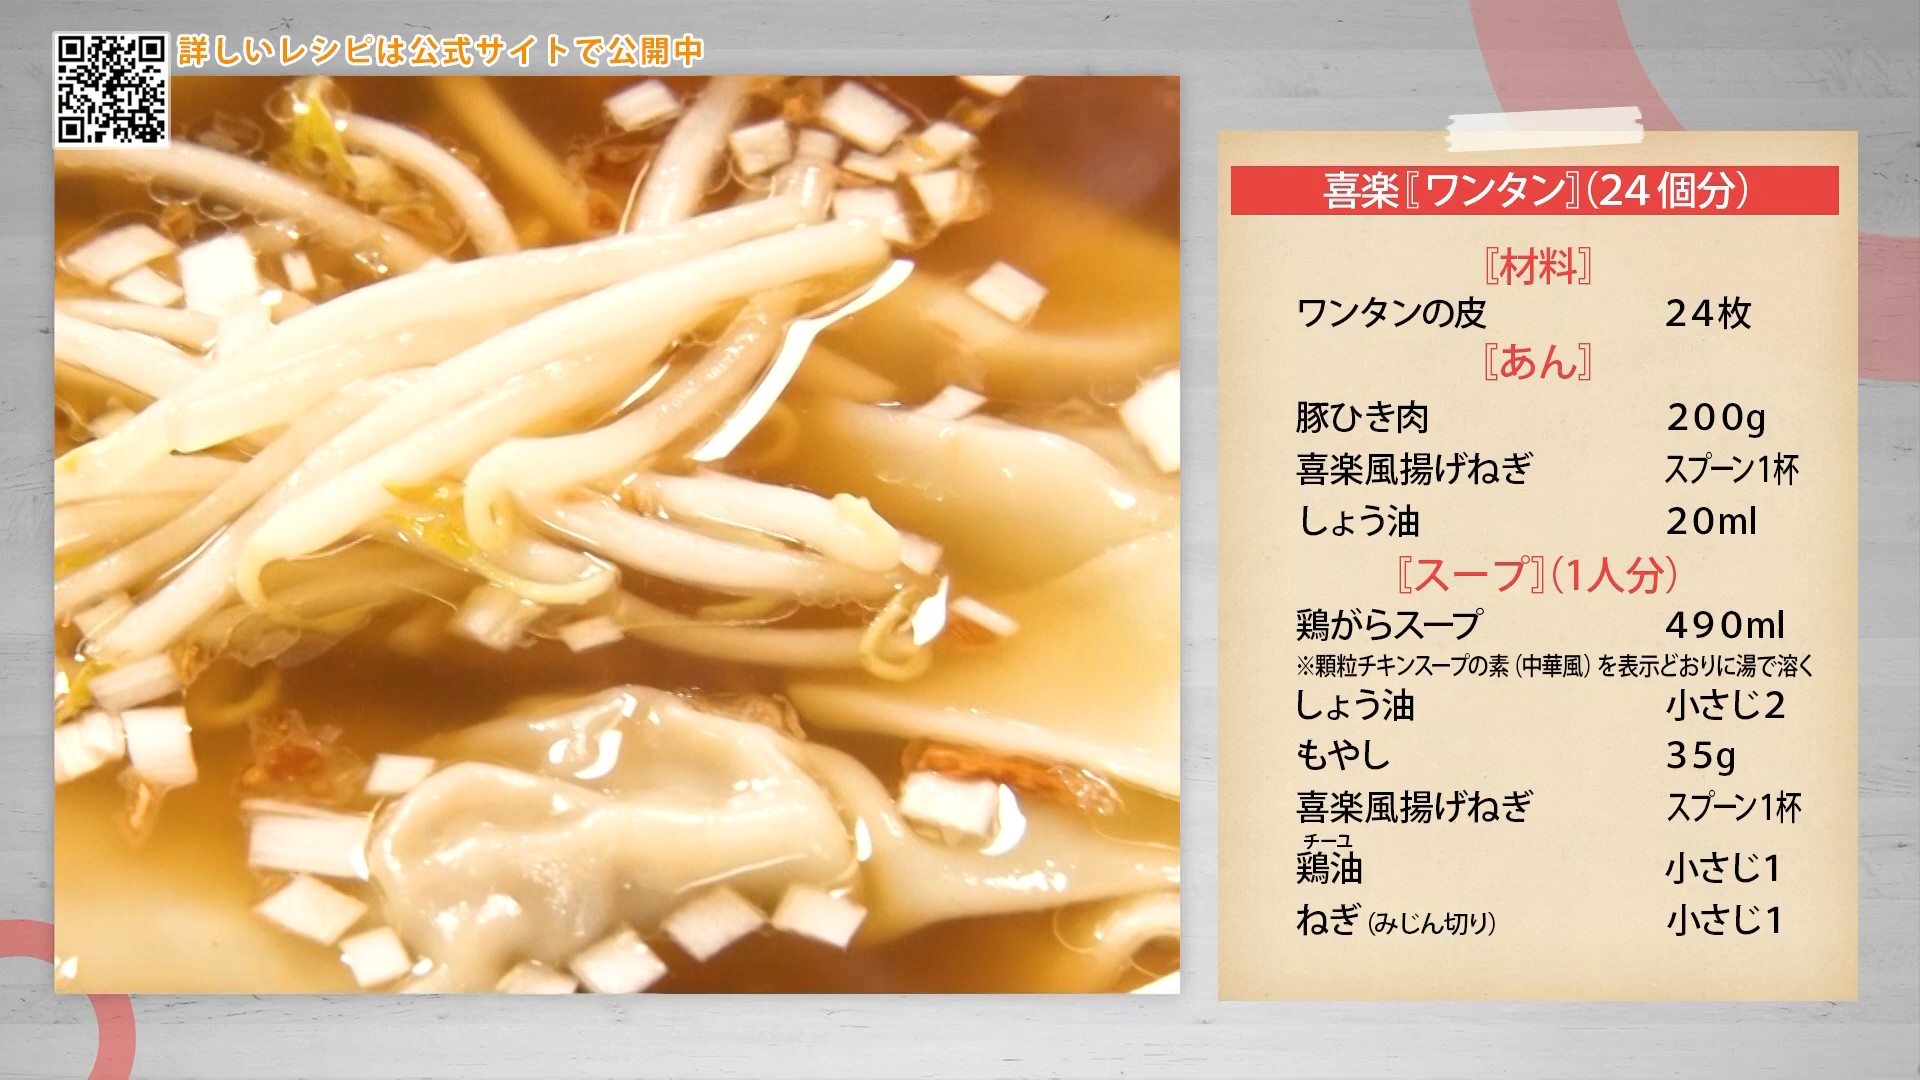 詳しいレシピは公式サイトで公開中
喜楽〖ワンタン〗(24個分)
〖材料〗
ワンタンの皮 24枚
〖あん〗
豚ひき肉 200g
喜楽風揚げねぎ スプーン1杯
しょう油 20ml
〖スープ〗(1人分)
鶏がらスープ 490ml
※顆粒チキンスープの素(中華風)を表示どおりに湯で溶く
しょう油 小さじ2
もやし 35g
喜楽風揚げねぎ スプーン1杯
チーユ
鶏油 小さじ1
ねぎ(みじん切り) 小さじ1